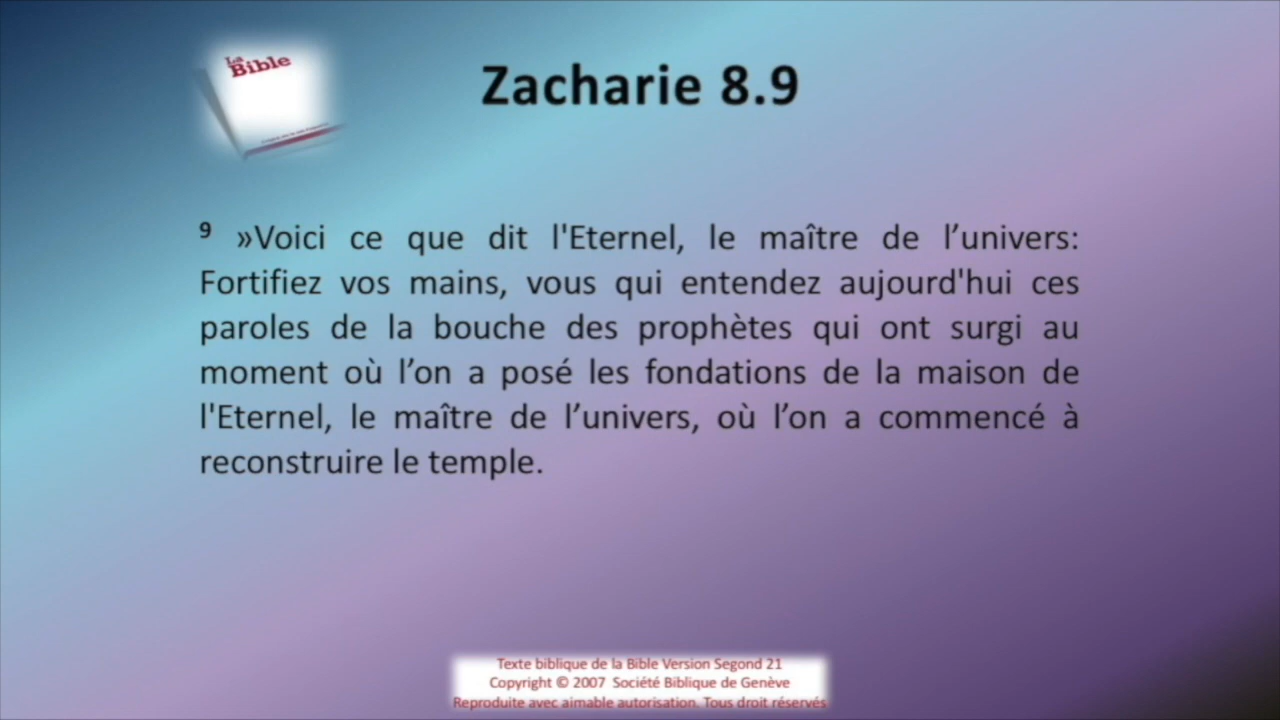 La
Bible
Zacharie 8.9
9 »Voici ce que dit l'Eternel, le maître de l’univers:
Fortifiez vos mains, vous qui entendez aujourd'hui ces
paroles de la bouche des prophètes qui ont surgi au
moment où l’on a posé les fondations de la maison de
l'Eternel, le maître de l’univers, où l’on a commencé à
reconstruire le temple.
Texte biblique de la Bible Version Segond 21
Copyright © 2007 Société Biblique de Genève
Reproduite avec aimable autorisation. Tous droit réservés